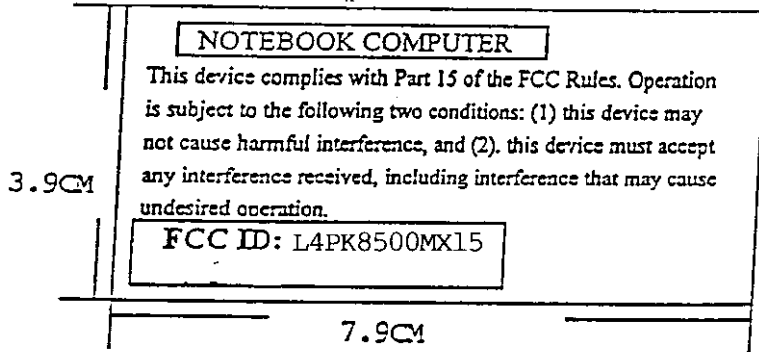 NOTEBOOK COMPUTER
This device complies with Part 15 of the FCC Rules. Operation
is subject to the following two conditions: (1) this device may
not cause harmful interference, and (2). this device must accept
any interference received, including interference that may cause
undesired operation.
3.9CM
FCC ID: L4PK8500MX15
7.9CM